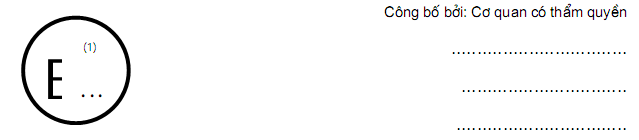 Công bố bởi: Cơ quan có thẩm quyền
(1)
E ...
..................................
................................
.................................